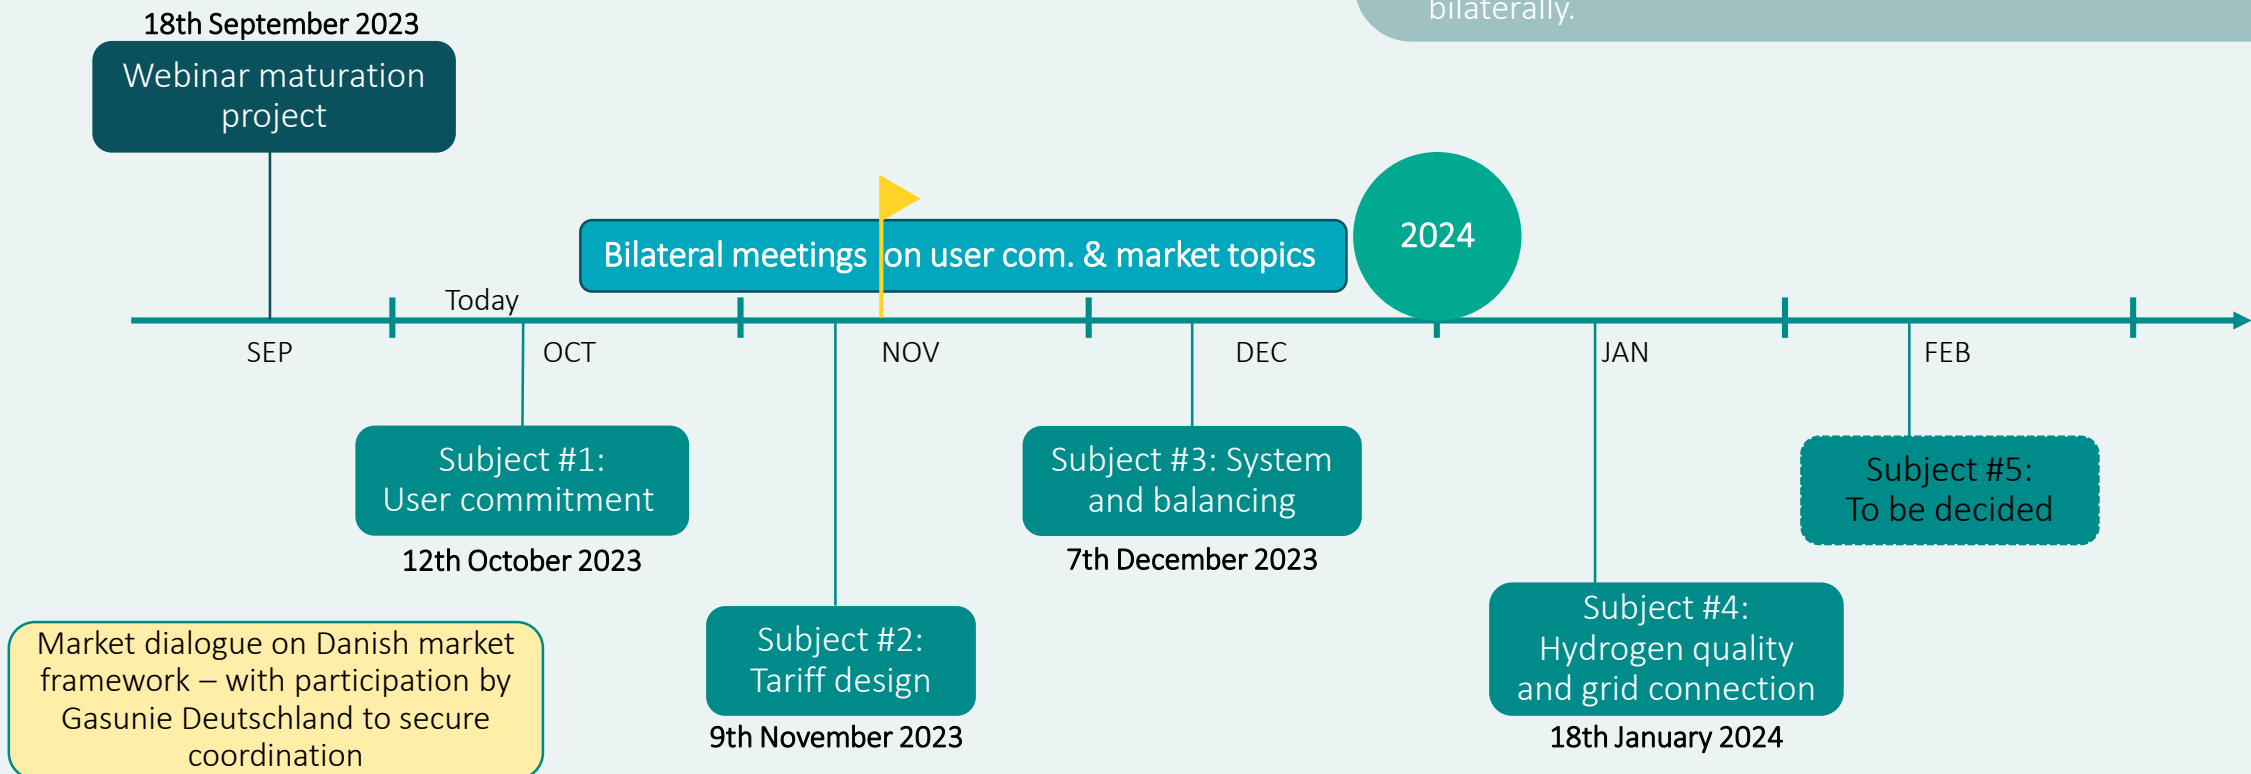 bilaterally.
18th September 2023
Webinar maturation
project
2024
Bilateral meetings on user com. & market topics
Today
SEP
OCT
NOV
DEC
JAN
FEB
Subject #1:
User commitment
12th October 2023
Subject #2:
Tariff design
9th November 2023
Subject #3: System
and balancing
7th December 2023
Subject #4:
Hydrogen quality
and grid connection
18th January 2024
Subject #5:
To be decided
Market dialogue on Danish market
framework – with participation by
Gasunie Deutschland to secure
coordination